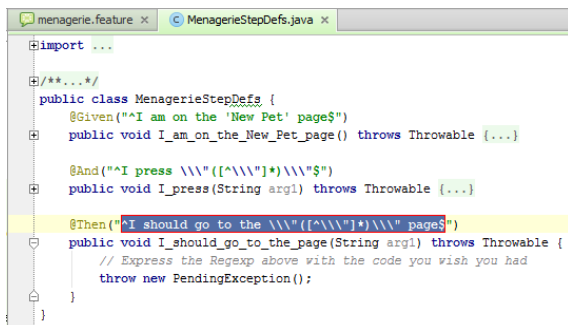 menagerie.feature × C MenagerieStepDefs.java ×
import ...
/**...*/
public class MenagerieStepDefs {
@Given("^I am on the 'New Pet' page$")
public void I_am_on_the_New_Pet_page() throws Throwable {...}
@And("^I press \\\"([^\\\"]*)\\\"$")
public void I_press(String arg1) throws Throwable {...}
@Then("^I should go to the \\\"([^\\\"]*)\\\" page$")
public void I_should_go_to_the_page(String arg1) throws Throwable {
// Express the Regexp above with the code you wish you had
throw new PendingException();
}
}